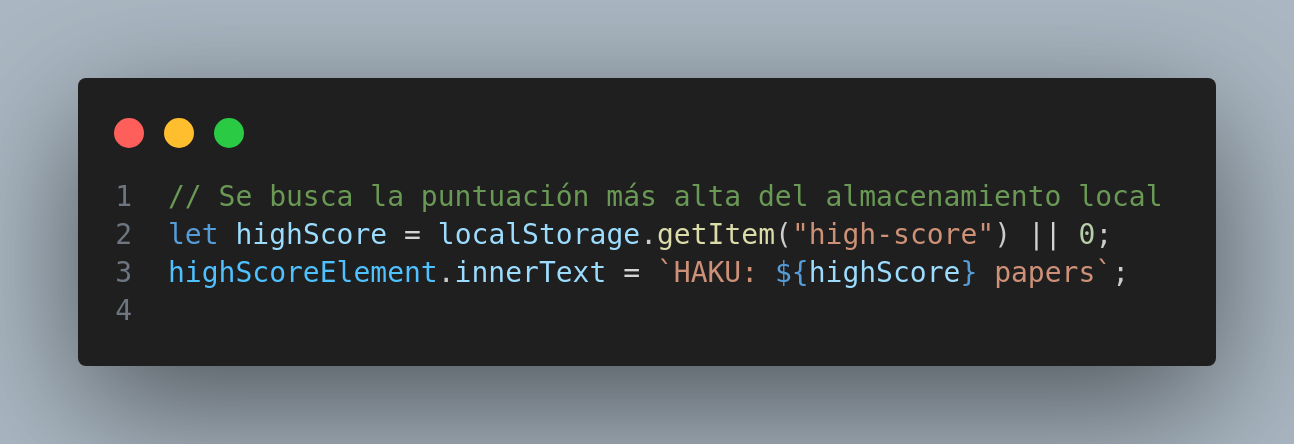 1 // Se busca la puntuación más alta del almacenamiento local
2 let highScore = localStorage.getItem("high-score") || 0;
3 highScoreElement.innerText = `HAKU: ${highScore} papers`;
4